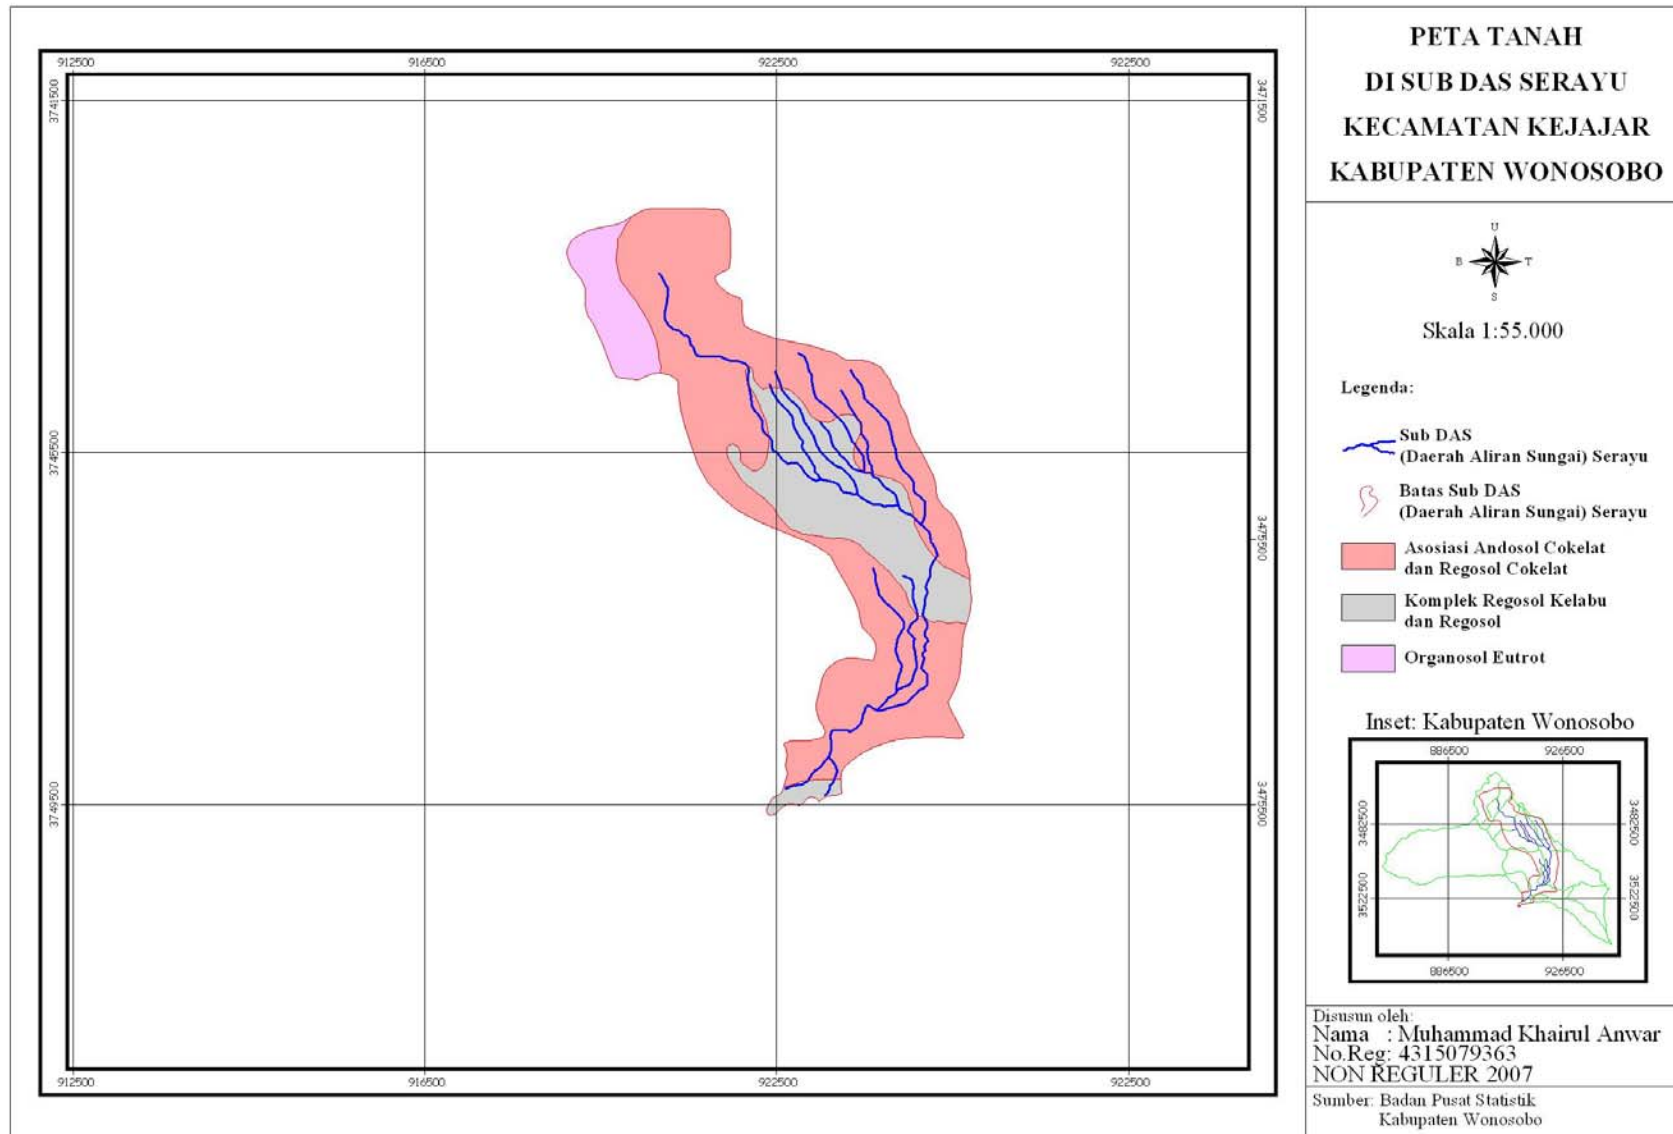 PETA TANAH
DI SUB DAS SERAYU
KECAMATAN KEJAJAR
KABUPATEN WONOSOBO
U
B T
S
Skala 1:55.000
Legenda:
Sub DAS
(Daerah Aliran Sungai) Serayu
Batas Sub DAS
(Daerah Aliran Sungai) Serayu
Asosiasi Andosol Cokelat
dan Regosol Cokelat
Komplek Regosol Kelabu
dan Regosol
Organosol Eutrot
Inset: Kabupaten Wonosobo
886500 926500
3482500 3482500
3522500 3522500
886500 926500
Disusun oleh:
Nama : Muhammad Khairul Anwar
No.Reg: 4315079363
NON REGULER 2007
Sumber: Badan Pusat Statistik
Kabupaten Wonosobo
912500 916500 922500 922500
3741500 3471500
3745500
3475500
3749500 3475500
912500 916500 922500 922500